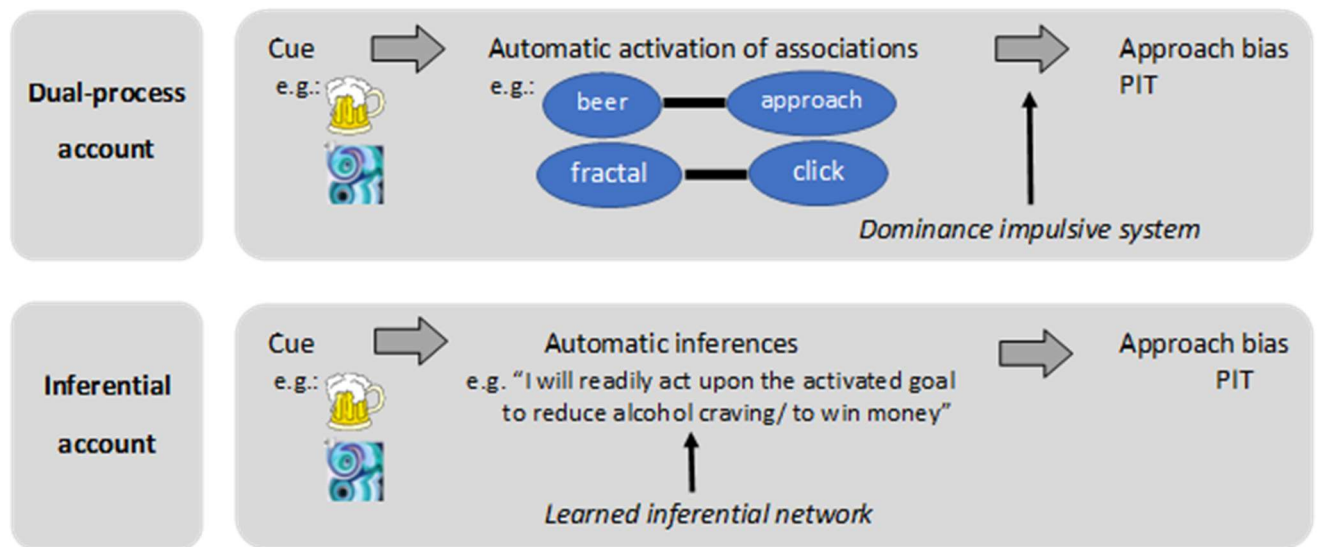 Dual-process
account
Cue
e.g.:
Automatic activation of associations
e.g.:
beer
approach
fractal
click
Approach bias
PIT
Dominance impulsive system
Inferential
account
Cue
e.g.:
Automatic inferences
e.g. “I will readily act upon the activated goal
to reduce alcohol craving/ to win money”
Learned inferential network
Approach bias
PIT